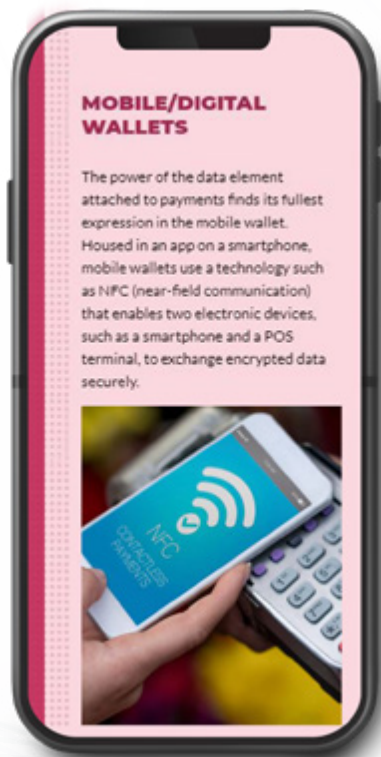 MOBILE/DIGITAL
WALLETS
The power of the data element
attached to payments finds its fullest
expression in the mobile wallet.
Housed in an app on a smartphone,
mobile wallets use a technology such
as NFC (near-field communication)
that enables two electronic devices,
such as a smartphone and a POS
terminal, to exchange encrypted data
securely.
NFC
CONTACTLESS
PAYMENTS